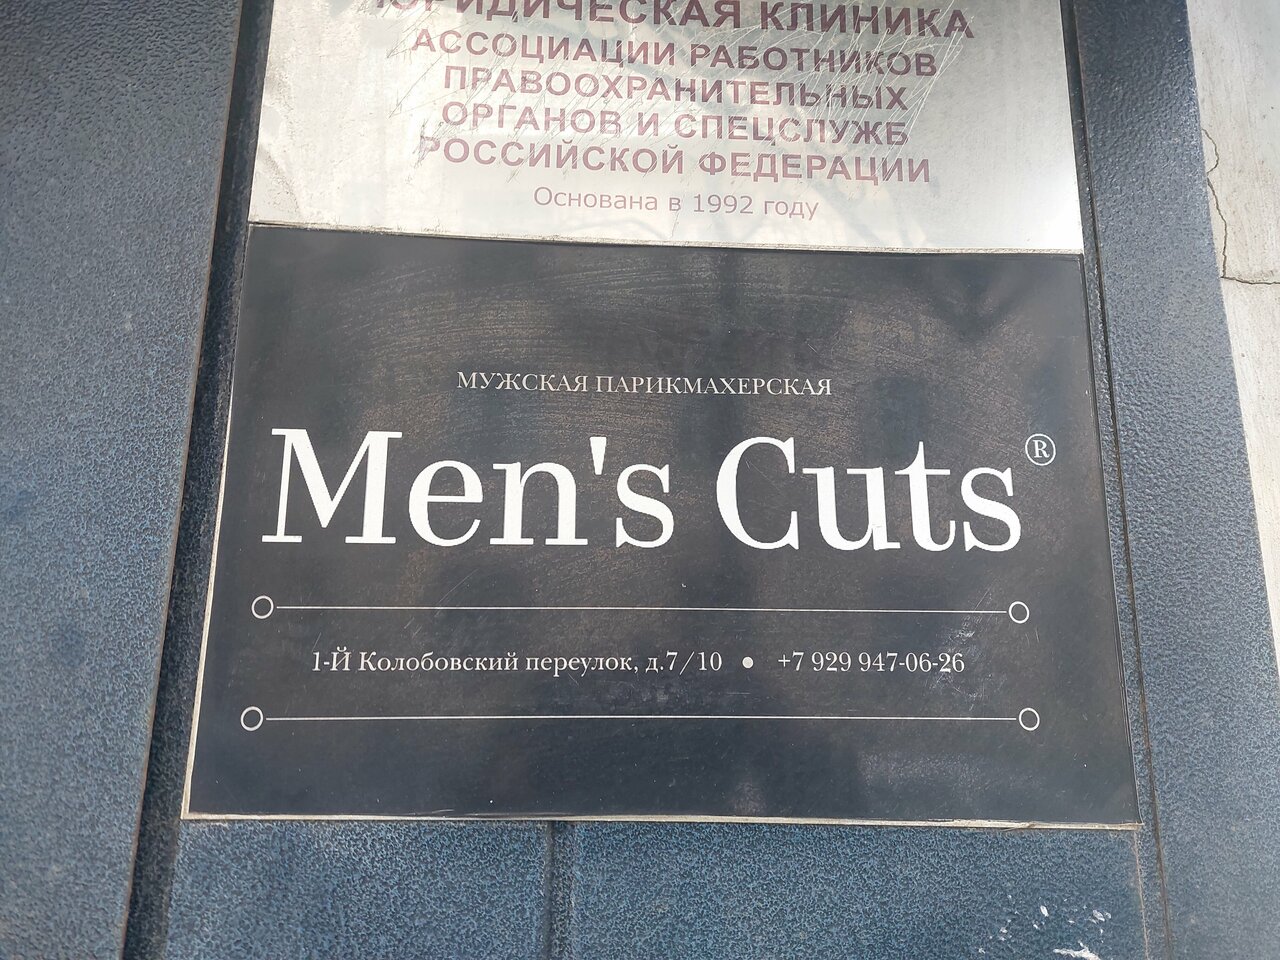 ЮРИДИЧЕСКАЯ КЛИНИКА
АССОЦИАЦИИ РАБОТНИКОВ
ПРАВООХРАНИТЕЛЬНЫХ
ОРГАНОВ И СПЕЦСЛУЖБ
РОССИЙСКОЙ ФЕДЕРАЦИИ
Основана в 1992 году
МУЖСКАЯ ПАРИКМАХЕРСКАЯ
Men's Cuts®
1-Й Колобовский переулок, д.7/10 • +7 929 947-06-26